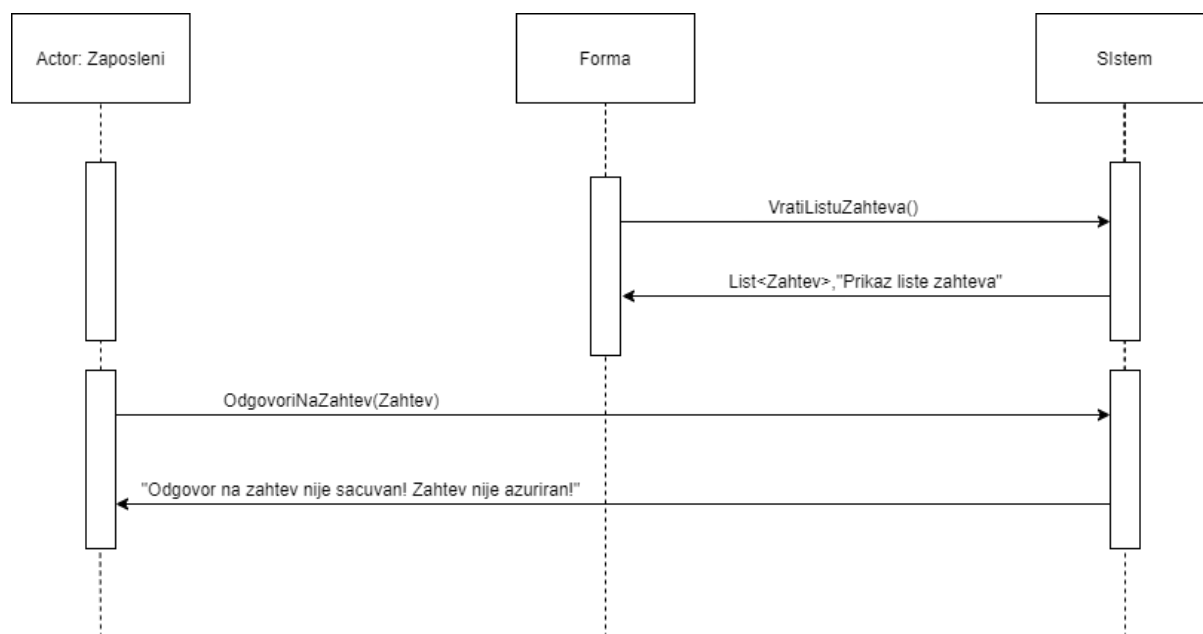 Actor: Zaposleni
Forma
SIstem
VratiListuZahteva()
List<Zahtev>,"Prikaz liste zahteva"
OdgovoriNaZahtev(Zahtev)
"Odgovor na zahtev nije sacuvan! Zahtev nije azuriran!"